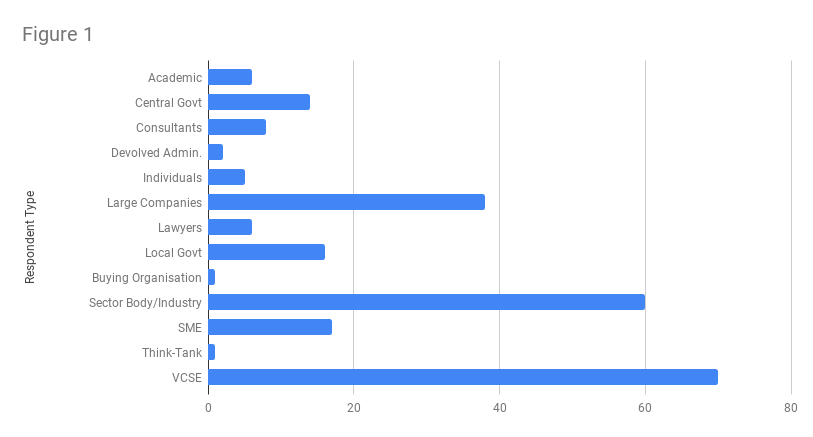 Figure 1
Respondent Type
Academic
Central Govt
Consultants
Devolved Admin.
Individuals
Large Companies
Lawyers
Local Govt
Buying Organisation
Sector Body/Industry
SME
Think-Tank
VCSE
0 20 40 60 80